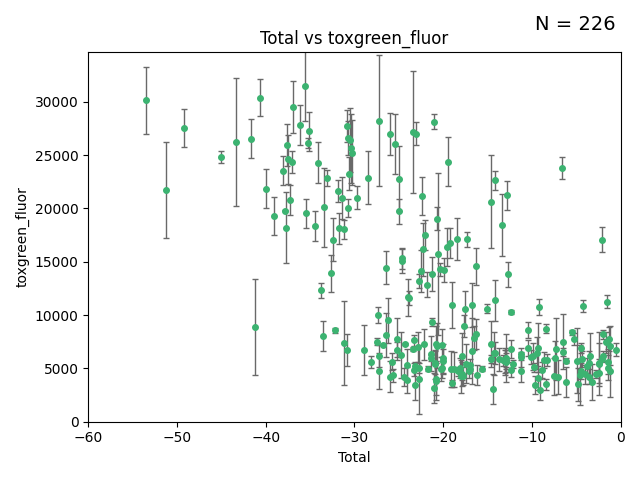 N = 226
Total vs toxgreen_fluor
toxgreen_fluor
30000
25000
20000
15000
10000
5000
0
−60 −50 −40 −30 −20 −10 0
Total